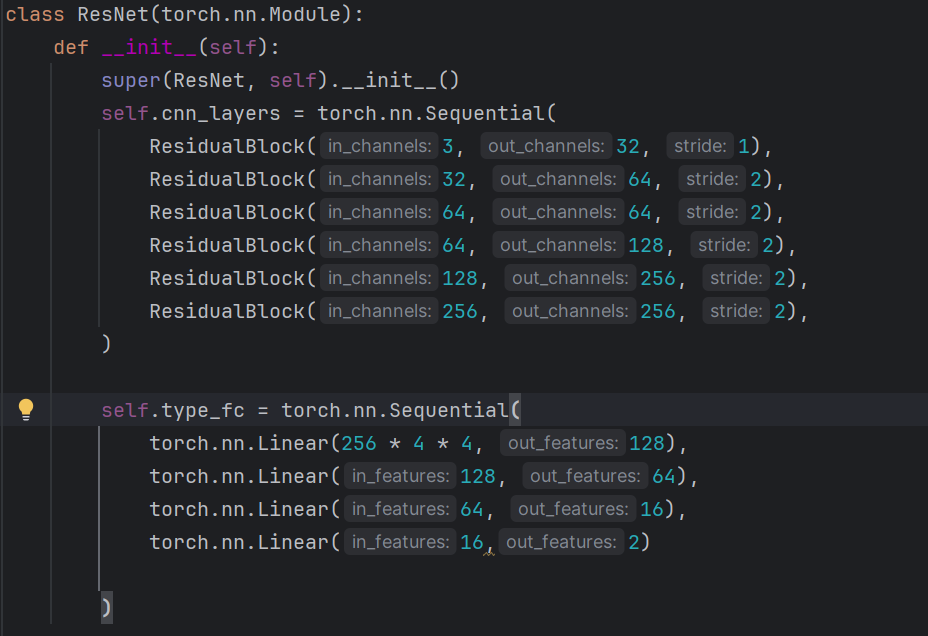 class ResNet(torch.nn.Module):
    def __init__(self):
        super(ResNet, self).__init__()
        self.cnn_layers = torch.nn.Sequential(
            ResidualBlock( in_channels: 3,  out_channels: 32,  stride: 1),
            ResidualBlock( in_channels: 32,  out_channels: 64,  stride: 2),
            ResidualBlock( in_channels: 64,  out_channels: 64,  stride: 2),
            ResidualBlock( in_channels: 64,  out_channels: 128,  stride: 2),
            ResidualBlock( in_channels: 128,  out_channels: 256,  stride: 2),
            ResidualBlock( in_channels: 256,  out_channels: 256,  stride: 2),
        )
        self.type_fc = torch.nn.Sequential(
            torch.nn.Linear(256 * 4 * 4,  out_features: 128),
            torch.nn.Linear( in_features: 128,  out_features: 64),
            torch.nn.Linear( in_features: 64,  out_features: 16),
            torch.nn.Linear( in_features: 16, out_features: 2)
        )